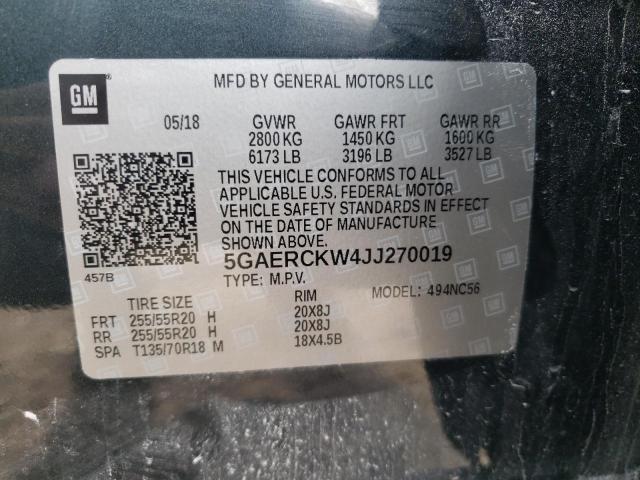 GM
MFD BY GENERAL MOTORS LLC
05/18 GVWR GAWR FRT GAWR RR
2800 KG 1450 KG 1600 KG
6173 LB 3196 LB 3527 LB
THIS VEHICLE CONFORMS TO ALL
APPLICABLE U.S. FEDERAL MOTOR
VEHICLE SAFETY STANDARDS IN EFFECT
ON THE DATE OF MANUFACTURE
SHOWN ABOVE.
457B
5GAERCKW4JJ270019
TYPE: M.P.V. MODEL: 494NC56
TIRE SIZE RIM
FRT 255/55R20 H 20X8J
RR 255/55R20 H 20X8J
SPA T135/70R18 M 18X4.5B